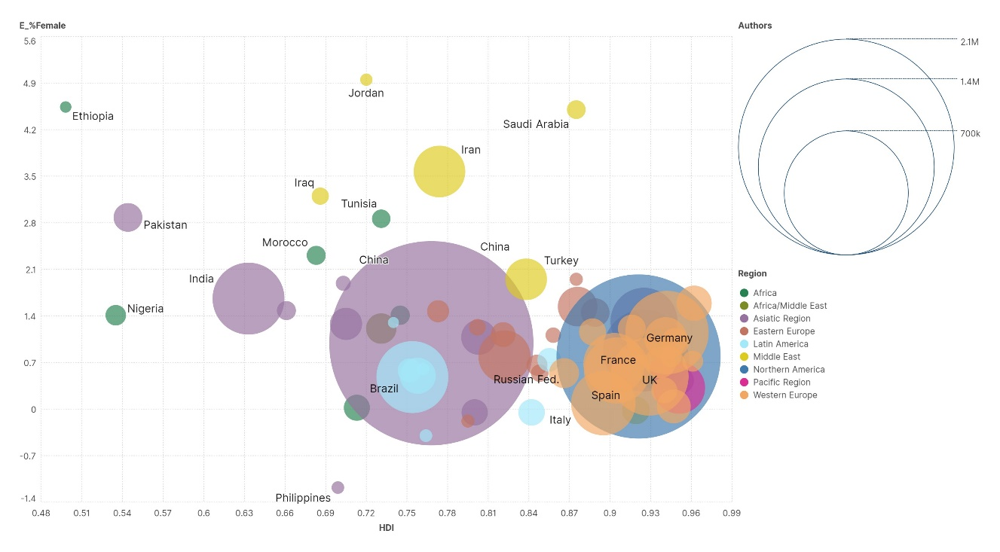 E_%Female
Authors
5.6
4.9
4.2
3.5
2.8
2.1
1.4
0.7
0
-0.7
-1.4
2.1M
1.4M
700k
Jordan
Ethiopia
Saudi Arabia
Iran
Iraq
Tunisia
Pakistan
Morocco
China
China
Turkey
India
Nigeria
Germany
France
Russian Fed.
UK
Brazil
Spain
Italy
Philippines
Region
Africa
Africa/Middle East
Asiatic Region
Eastern Europe
Latin America
Middle East
Northern America
Pacific Region
Western Europe
0.48 0.51 0.54 0.57 0.6 0.63 0.66 0.69 0.72 0.75 0.78 0.81 0.84 0.87 0.9 0.93 0.96 0.99
HDI